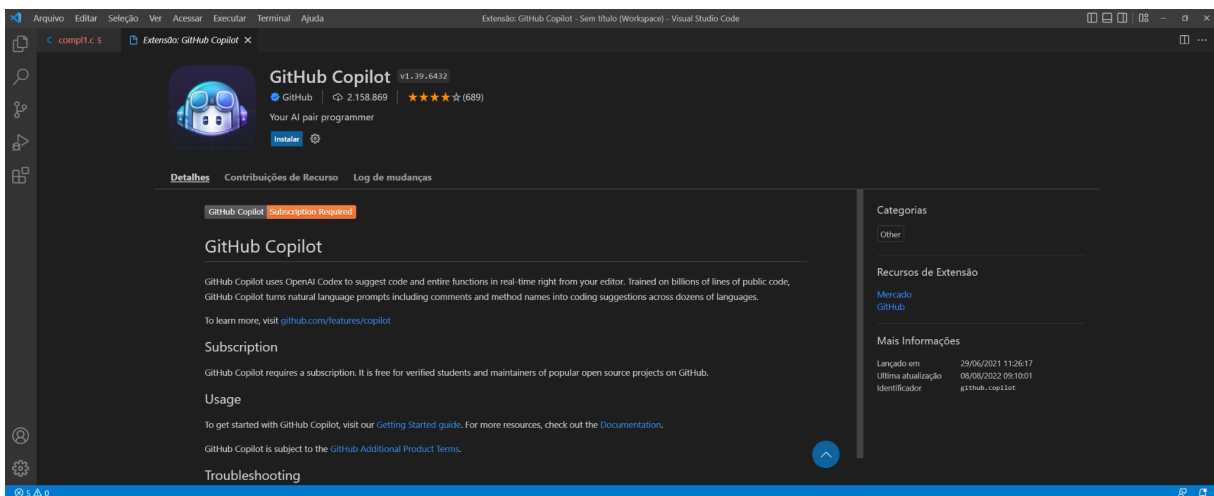 Arquivo Editar Seleção Ver Acessar Executar Terminal Ajuda
Extensão: GitHub Copilot - Sem título (Workspace) - Visual Studio Code
C compl1.c 5
Extensão: GitHub Copilot
GitHub Copilot v1.39.6432
GitHub 2.158.869 (689)
Your AI pair programmer
Instalar
Detalhes Contribuições de Recurso Log de mudanças
GitHub Copilot Subscription Required
GitHub Copilot
GitHub Copilot uses OpenAI Codex to suggest code and entire functions in real-time right from your editor. Trained on billions of lines of public code,
GitHub Copilot turns natural language prompts including comments and method names into coding suggestions across dozens of languages.
To learn more, visit github.com/features/copilot
Subscription
GitHub Copilot requires a subscription. It is free for verified students and maintainers of popular open source projects on GitHub.
Usage
To get started with GitHub Copilot, visit our Getting Started guide. For more resources, check out the Documentation.
GitHub Copilot is subject to the GitHub Additional Product Terms.
Troubleshooting
Categorias
Other
Recursos de Extensão
Mercado
GitHub
Mais Informações
Lançado em 29/06/2021 11:26:17
Ultima atualização 08/08/2022 09:10:01
Identificador github.copilot
5 0